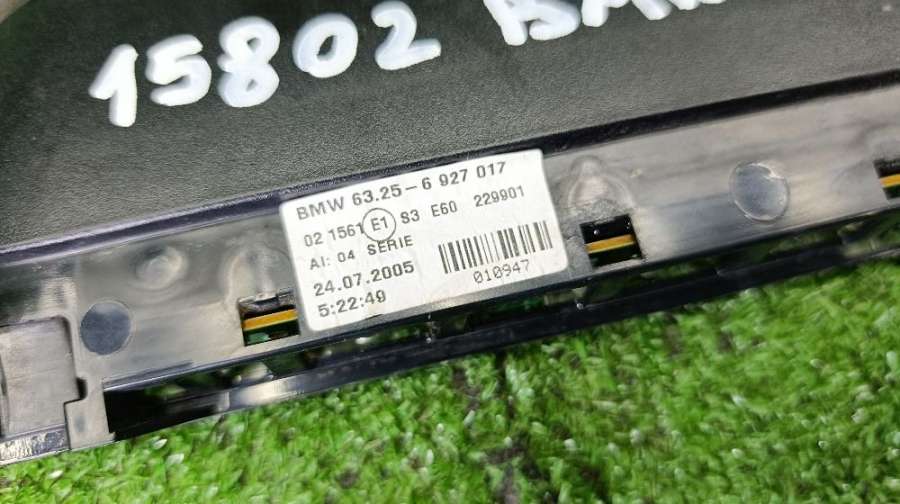 15802 BMW
BMW 63.25-6 927 017
02 1561 E1 S3 E60 229901
AI: 04 SERIE
24.07.2005
5:22:49
010947